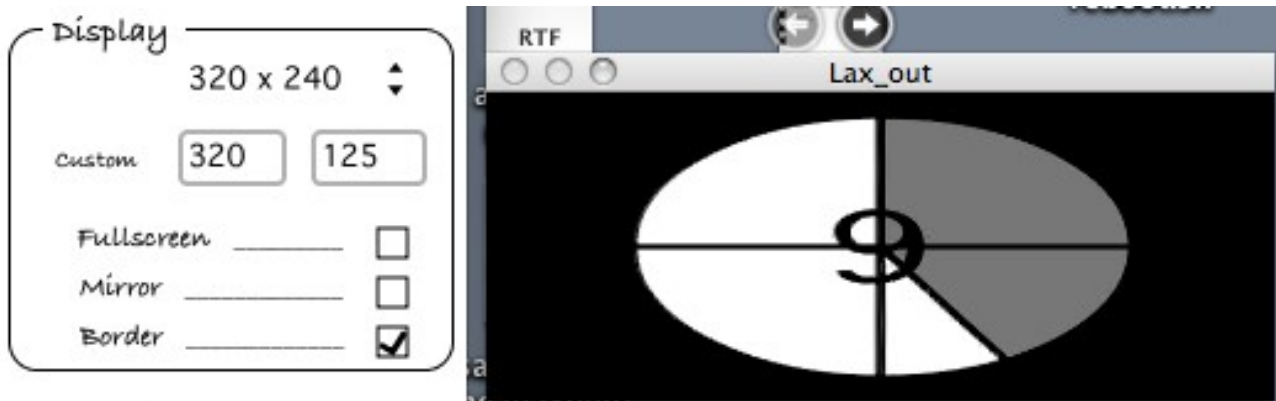 Display
320 x 240
Custom 320 125
Fullscreen
Mirror
Border
RTF
Lax_out
9